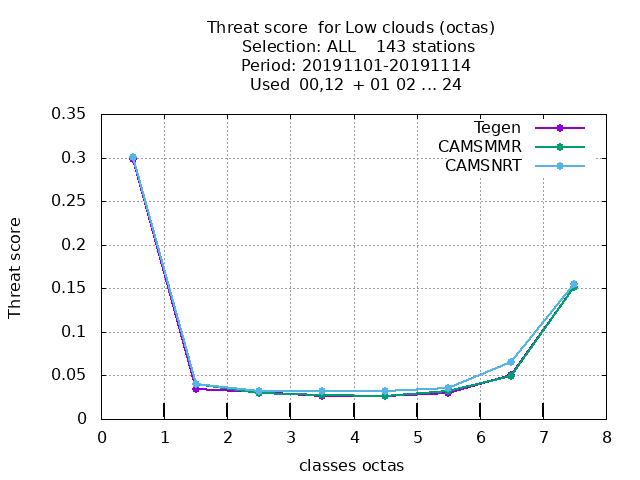 Threat score  for Low clouds (octas)
Selection: ALL    143 stations
Period: 20191101-20191114
Used  00,12  + 01 02 ... 24
0.35
0.3
0.25
0.2
0.15
0.1
0.05
0
Threat score
Tegen
CAMSMMR
CAMSNRT
0 1 2 3 4 5 6 7 8
classes octas